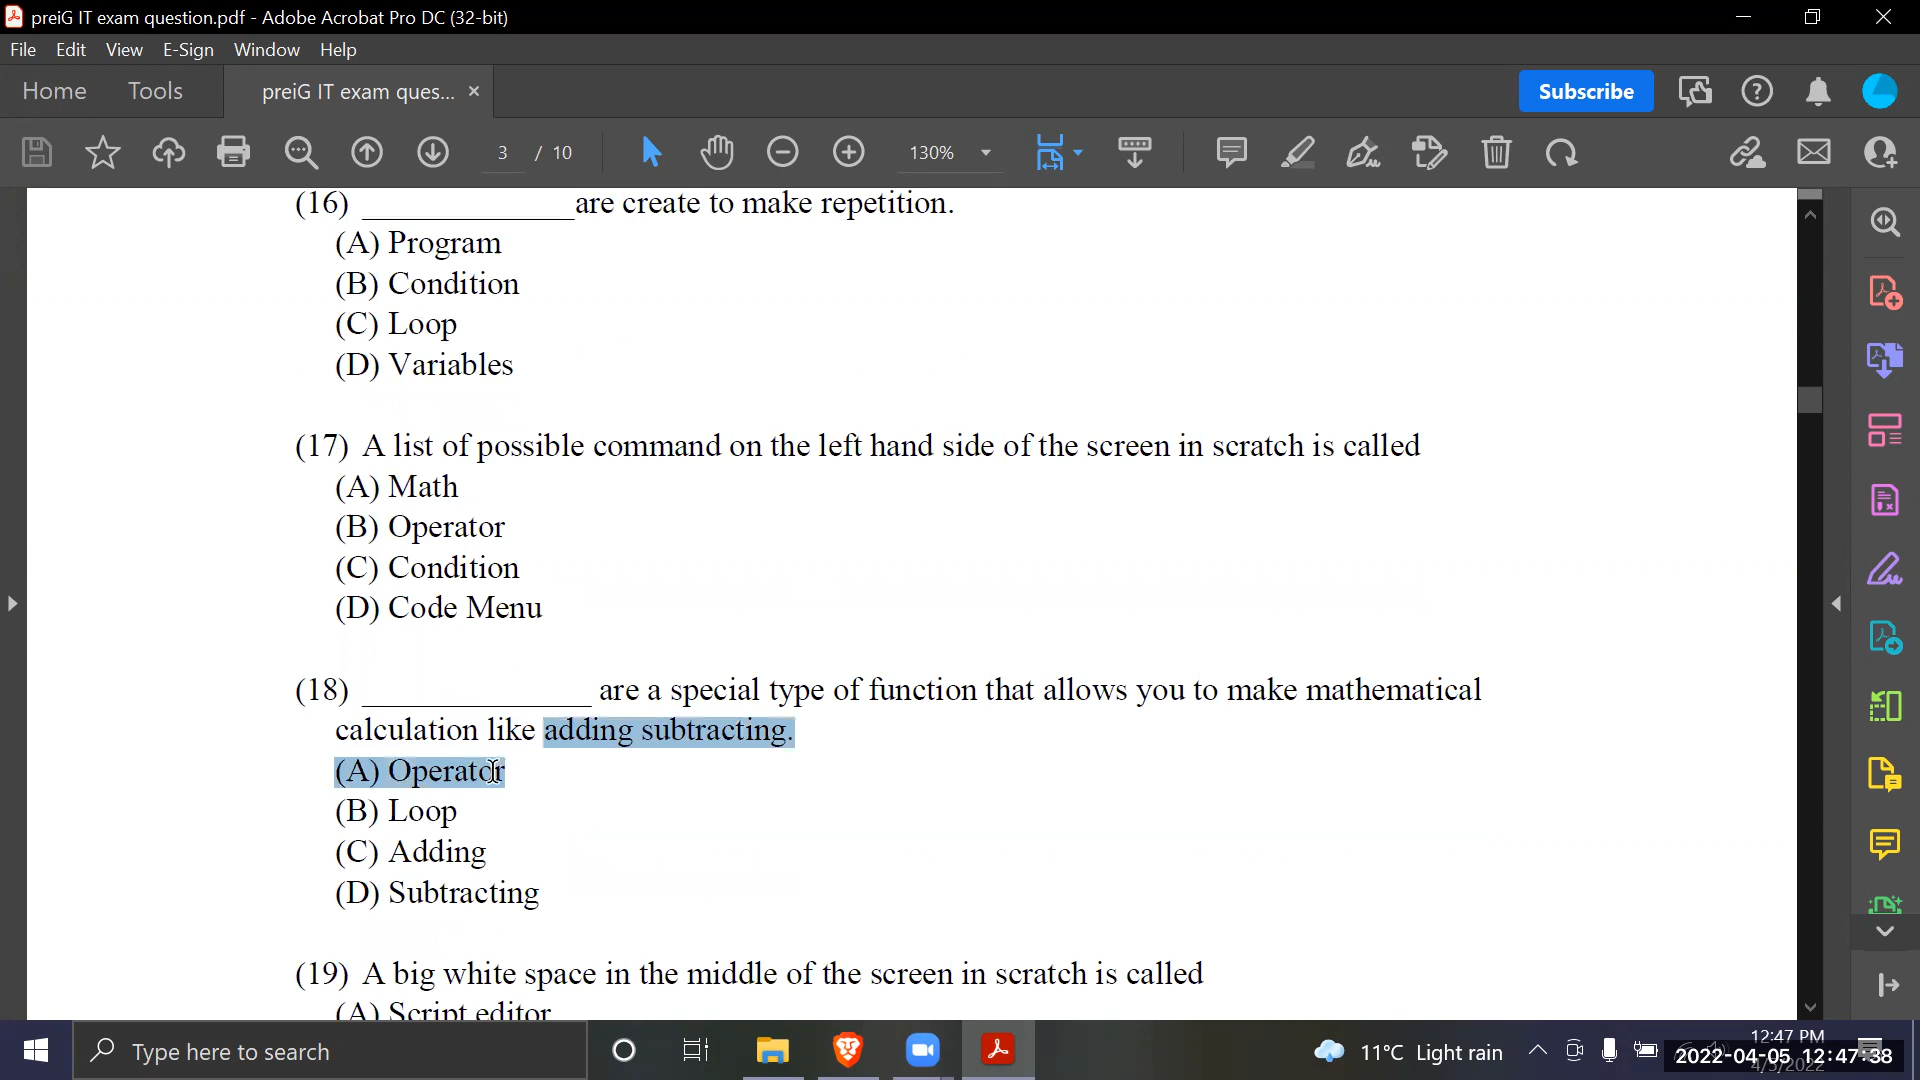 preiG IT exam question.pdf - Adobe Acrobat Pro DC (32-bit)
File Edit View E-Sign Window Help
Home Tools preiG IT exam ques... × Subscribe
3 / 10 130%
(16) ______________are create to make repetition.
(A) Program
(B) Condition
(C) Loop
(D) Variables
(17) A list of possible command on the left hand side of the screen in scratch is called
(A) Math
(B) Operator
(C) Condition
(D) Code Menu
(18) _______________ are a special type of function that allows you to make mathematical
calculation like adding subtracting.
(A) Operator
(B) Loop
(C) Adding
(D) Subtracting
(19) A big white space in the middle of the screen in scratch is called
(A) Script editor
Type here to search
11°C Light rain
12:47 PM
2022-04-05 12:47:38